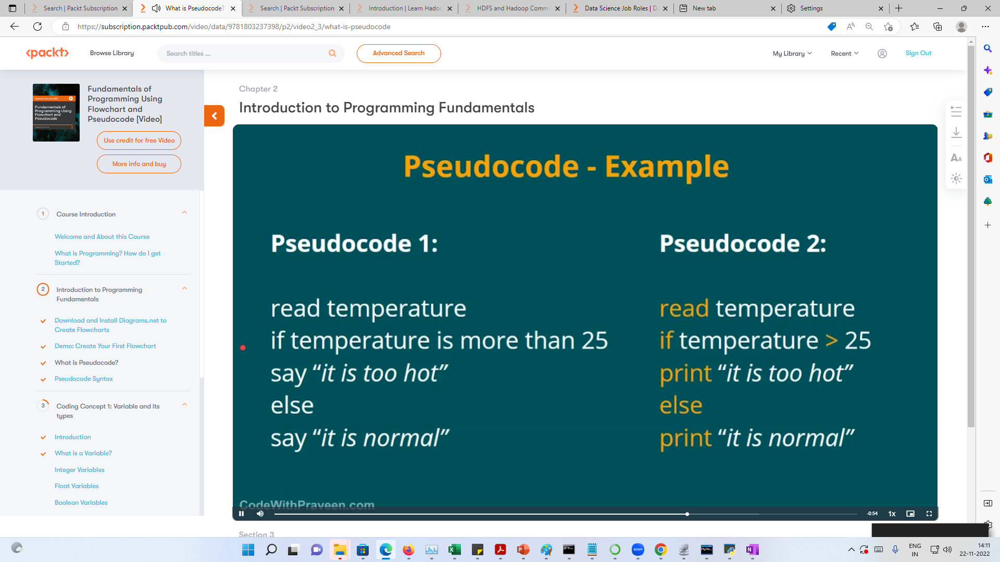 Search | Packt Subscription
What is Pseudocode?
Search | Packt Subscription
Introduction | Learn Hadoo
HDFS and Hadoop Comma
Data Science Job Roles | D
New tab
Settings
https://subscription.packtpub.com/video/data/9781803237398/p2/video2_3/what-is-pseudocode
<packt>
Browse Library
Search titles ...
Advanced Search
My Library
Recent
Sign Out
Fundamentals of
Programming Using
Flowchart and
Pseudocode
Fundamentals of
Programming Using
Flowchart and
Pseudocode [Video]
Use credit for free Video
More info and buy
1 Course Introduction
Welcome and About this Course
What is Programming? How do I get
Started?
2 Introduction to Programming
Fundamentals
Download and Install Diagrams.net to
Create Flowcharts
Demo: Create Your First Flowchart
What is Pseudocode?
Pseudocode Syntax
3 Coding Concept 1: Variable and its
types
Introduction
What is a Variable?
Integer Variables
Float Variables
Boolean Variables
Chapter 2
Introduction to Programming Fundamentals
Pseudocode - Example
Pseudocode 1:
read temperature
if temperature is more than 25
say “it is too hot”
else
say “it is normal”
Pseudocode 2:
read temperature
if temperature > 25
print “it is too hot”
else
print “it is normal”
CodeWithPraveen.com
-0:54
1x
Section 3
zoom
ENG
IN
14:11
22-11-2022